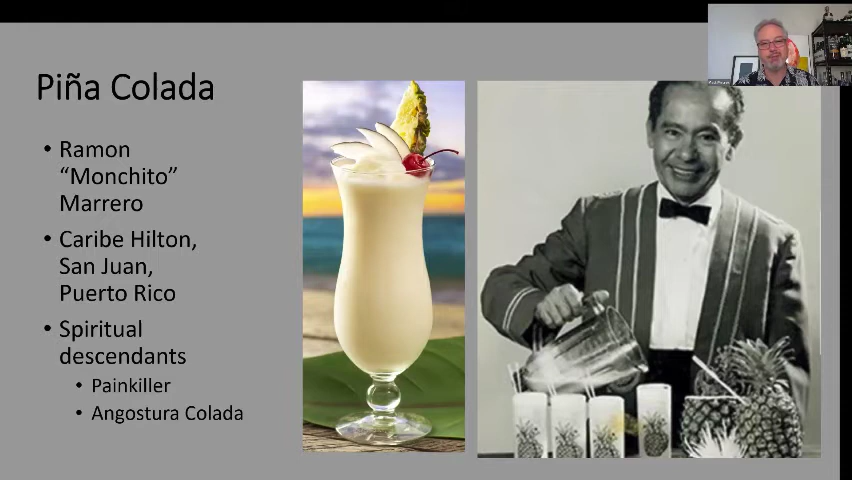 Piña Colada
• Ramon
“Monchito”
Marrero
• Caribe Hilton,
San Juan,
Puerto Rico
• Spiritual
descendants
• Painkiller
• Angostura Colada